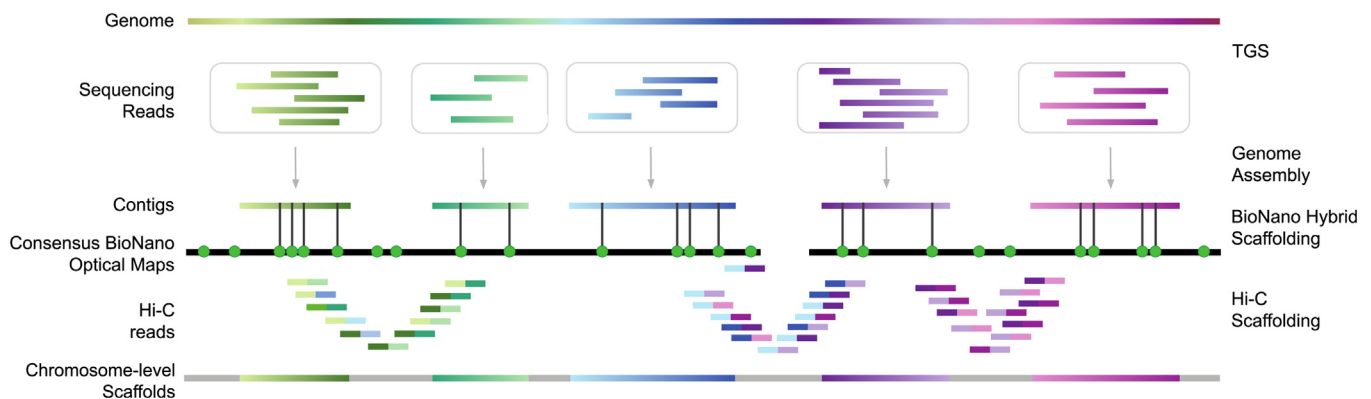 Genome
TGS
Sequencing
Reads
Genome
Assembly
Contigs
BioNano Hybrid
Scaffolding
Consensus BioNano
Optical Maps
Hi-C
reads
Hi-C
Scaffolding
Chromosome-level
Scaffolds